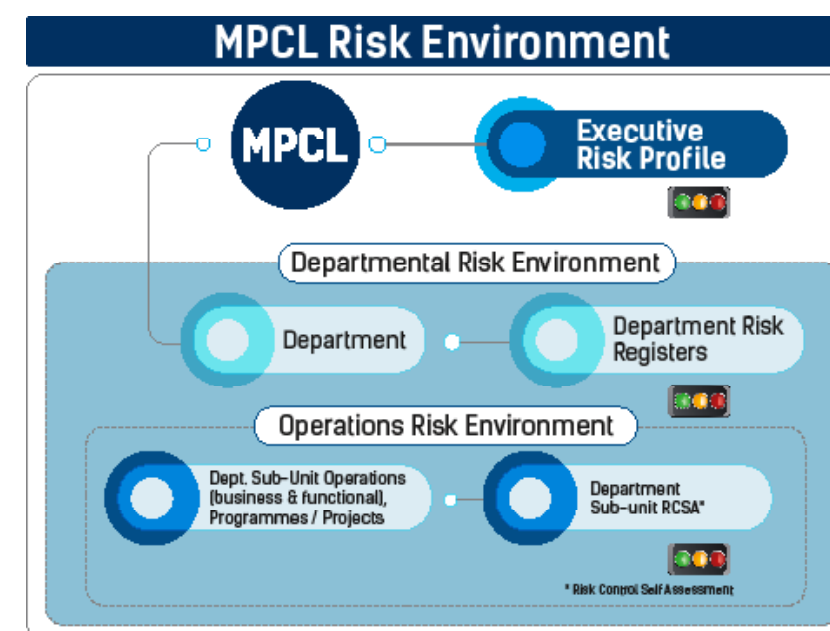 MPCL Risk Environment
MPCL
Executive
Risk Profile
Departmental Risk Environment
Department
Department Risk
Registers
Operations Risk Environment
Dept. Sub-Unit Operations
(business & functional),
Programmes / Projects
Department
Sub-unit RCSA*
* Risk Control Self Assessment